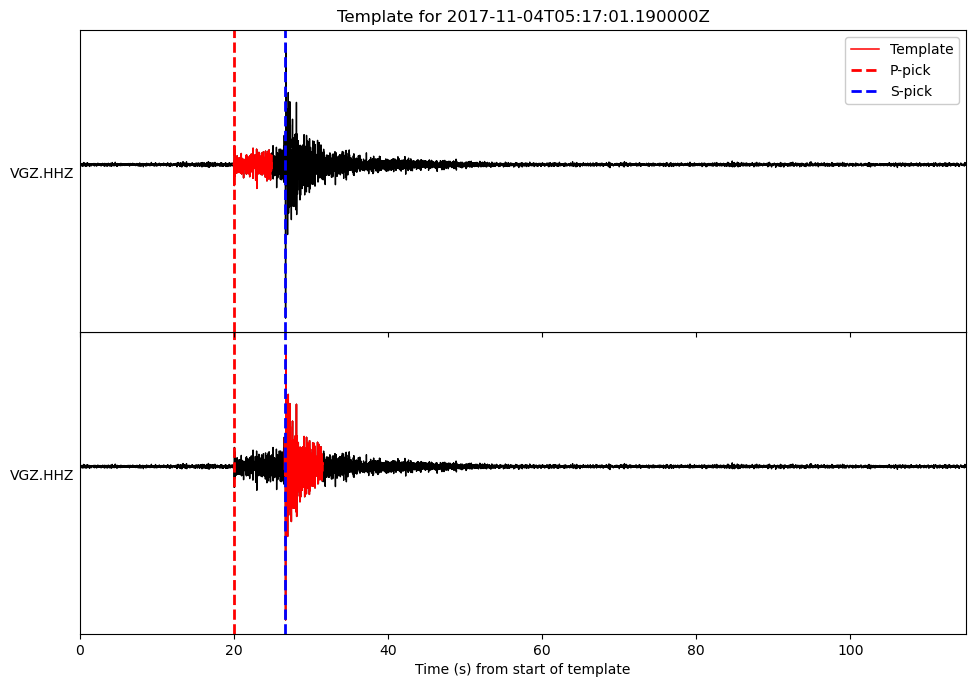 Template for 2017-11-04T05:17:01.190000Z
Template
P-pick
S-pick
VGZ.HHZ
VGZ.HHZ
0 20 40 60 80 100
Time (s) from start of template